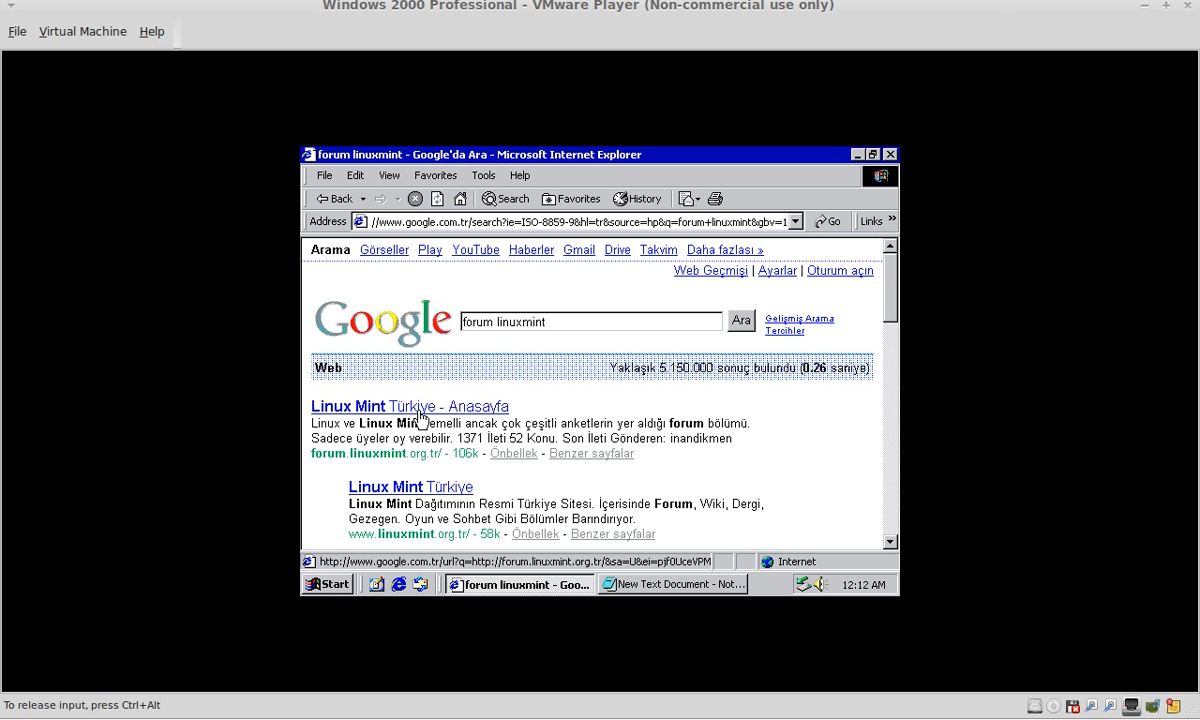 Windows 2000 Professional - VMware Player (Non-commercial use only)
File Virtual Machine Help
forum linuxmint - Google'da Ara - Microsoft Internet Explorer
File Edit View Favorites Tools Help
Back Search Favorites History
Address //www.google.com.tr/search?ie=ISO-8859-9&hl=tr&source=hp&q=forum+linuxmint&gbv=1 Go Links »
Arama Görseller Play YouTube Haberler Gmail Drive Takvim Daha fazlası »
Web Geçmişi | Ayarlar | Oturum açın
Google forum linuxmint Ara Gelişmiş Arama
Tercihler
Web Yaklaşık 5.150.000 sonuç bulundu (0.26 saniye)
Linux Mint Türkiye - Anasayfa
Linux ve Linux Min temelli ancak çok çeşitli anketlerin yer aldığı forum bölümü.
Sadece üyeler oy verebilir. 1371 İleti 52 Konu. Son İleti Gönderen: inandikmen
forum.linuxmint.org.tr/ - 106k - Önbellek - Benzer sayfalar
Linux Mint Türkiye
Linux Mint Dağıtımının Resmi Türkiye Sitesi. İçerisinde Forum, Wiki, Dergi,
Gezegen. Oyun ve Sohbet Gibi Bölümler Barındırıyor.
www.linuxmint.org.tr/ - 58k - Önbellek - Benzer sayfalar
http://www.google.com.tr/url?q=http://forum.linuxmint.org.tr/&sa=U&ei=pjf0UceVPM Internet
Start forum linuxmint - Goo... New Text Document - Not... 12:12 AM
To release input, press Ctrl+Alt